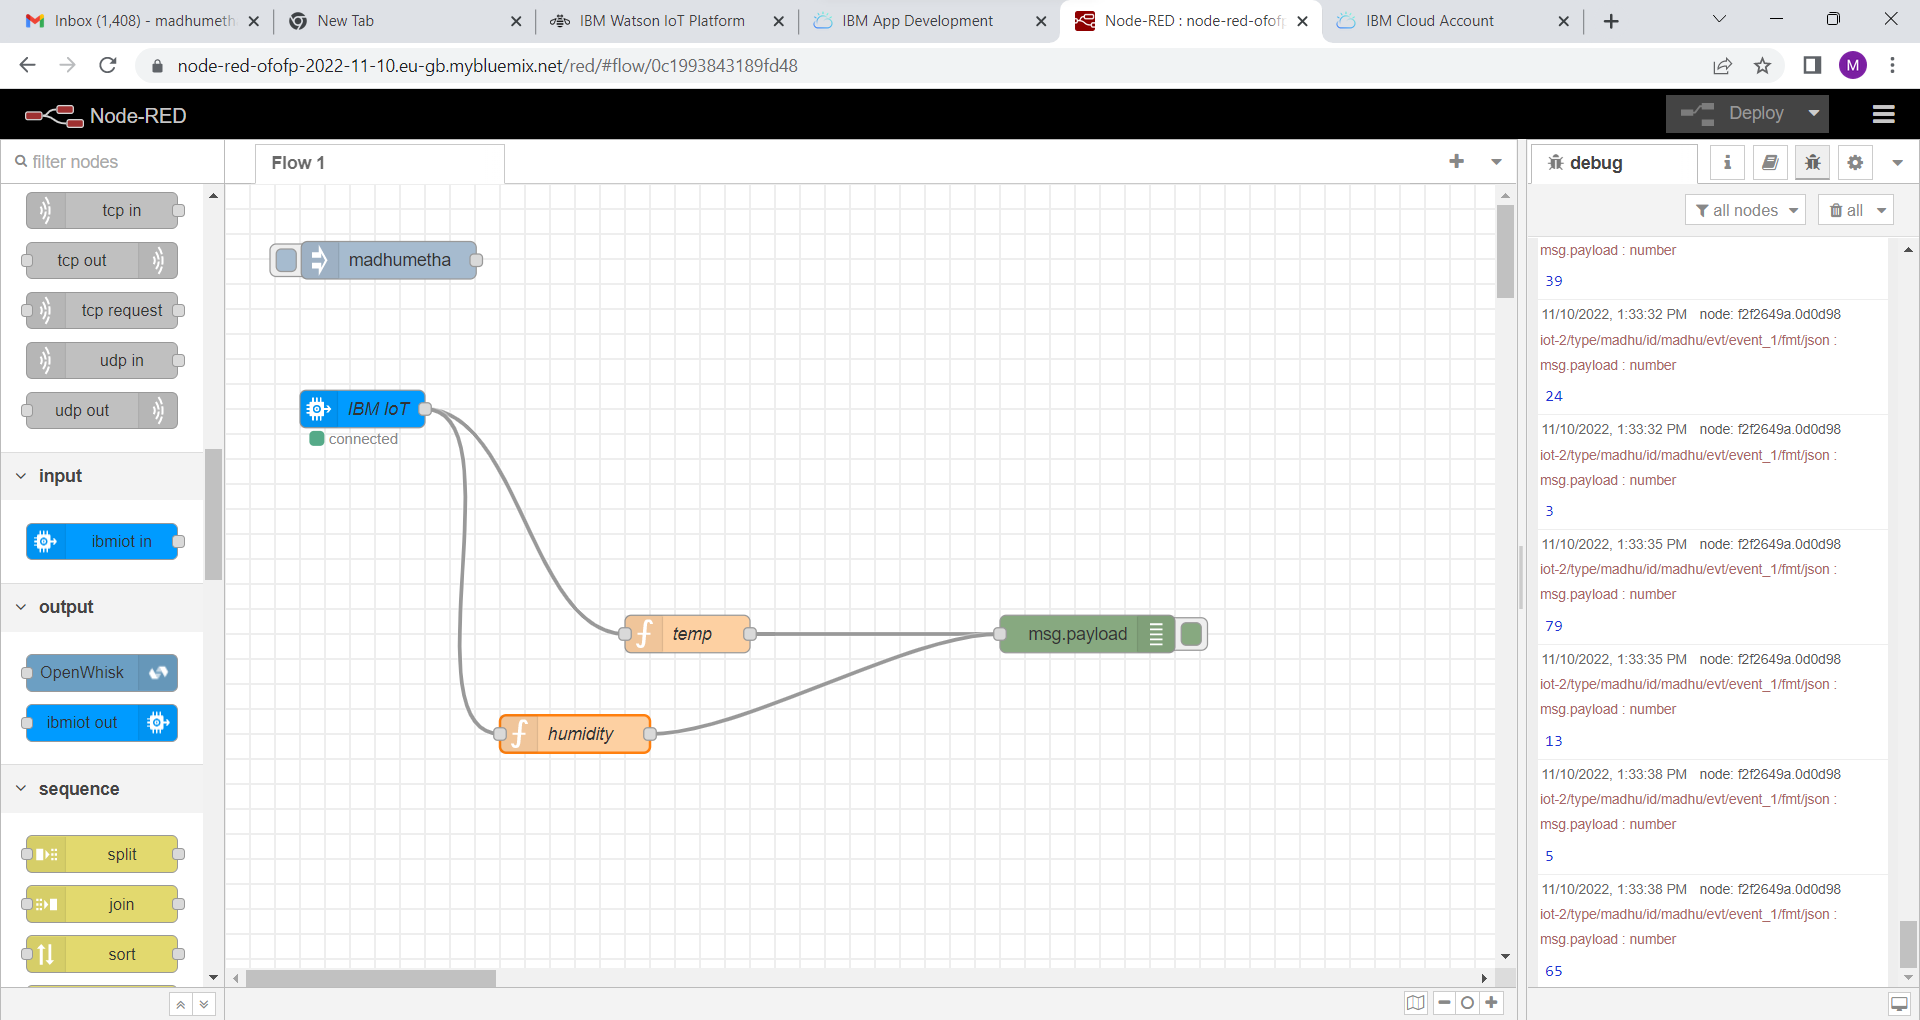 Inbox (1,408) - madhumeth
New Tab
IBM Watson IoT Platform
IBM App Development
Node-RED : node-red-ofofp
IBM Cloud Account
node-red-ofofp-2022-11-10.eu-gb.mybluemix.net/red/#flow/0c1993843189fd48
M
Node-RED
Deploy
filter nodes
Flow 1
debug
all nodes
all
tcp in
tcp out
tcp request
udp in
udp out
input
ibmiot in
output
OpenWhisk
ibmiot out
sequence
split
join
sort
madhumetha
IBM IoT
connected
temp
humidity
msg.payload
msg.payload : number
39
11/10/2022, 1:33:32 PM node: f2f2649a.0d0d98
iot-2/type/madhu/id/madhu/evt/event_1/fmt/json :
msg.payload : number
24
11/10/2022, 1:33:32 PM node: f2f2649a.0d0d98
iot-2/type/madhu/id/madhu/evt/event_1/fmt/json :
msg.payload : number
3
11/10/2022, 1:33:35 PM node: f2f2649a.0d0d98
iot-2/type/madhu/id/madhu/evt/event_1/fmt/json :
msg.payload : number
79
11/10/2022, 1:33:35 PM node: f2f2649a.0d0d98
iot-2/type/madhu/id/madhu/evt/event_1/fmt/json :
msg.payload : number
13
11/10/2022, 1:33:38 PM node: f2f2649a.0d0d98
iot-2/type/madhu/id/madhu/evt/event_1/fmt/json :
msg.payload : number
5
11/10/2022, 1:33:38 PM node: f2f2649a.0d0d98
iot-2/type/madhu/id/madhu/evt/event_1/fmt/json :
msg.payload : number
65